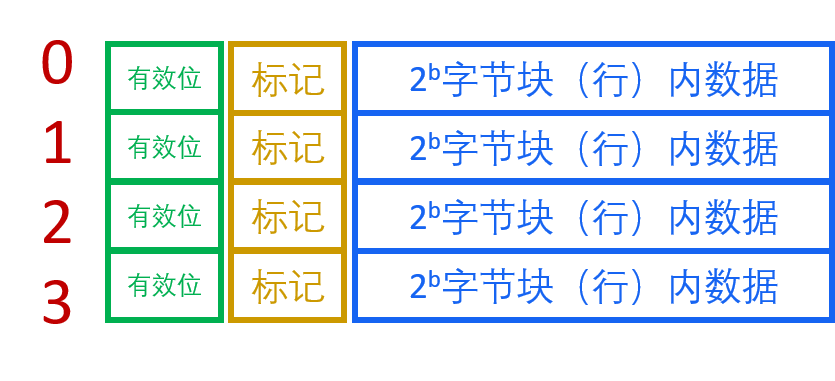 0 有效位 标记 2ᵇ字节块（行）内数据
1 有效位 标记 2ᵇ字节块（行）内数据
2 有效位 标记 2ᵇ字节块（行）内数据
3 有效位 标记 2ᵇ字节块（行）内数据